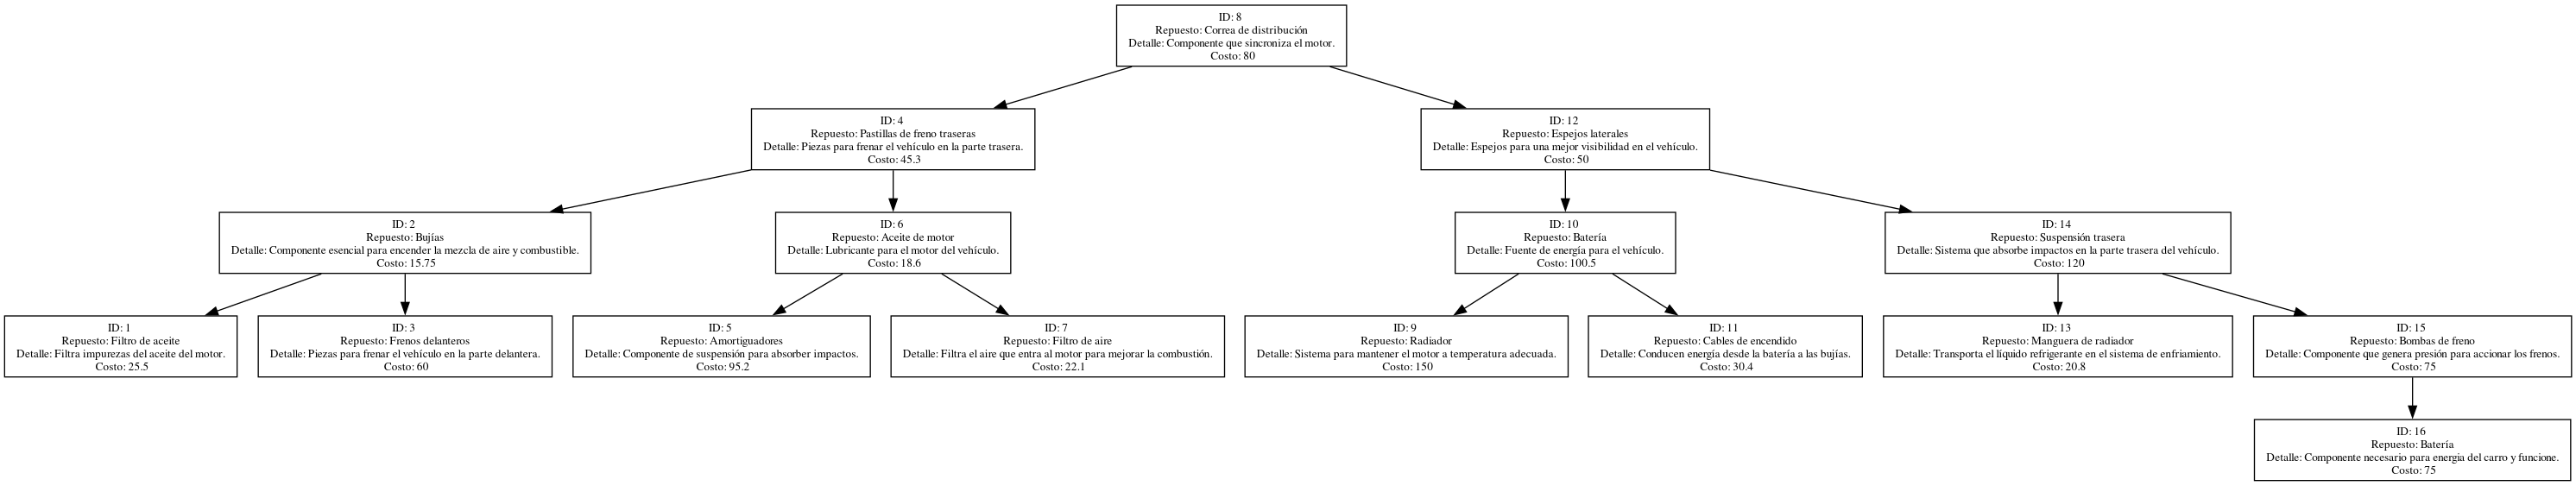 ID: 8
Repuesto: Correa de distribución
Detalle: Componente que sincroniza el motor.
Costo: 80
ID: 4
Repuesto: Pastillas de freno traseras
Detalle: Piezas para frenar el vehículo en la parte trasera.
Costo: 45.3
ID: 12
Repuesto: Espejos laterales
Detalle: Espejos para una mejor visibilidad en el vehículo.
Costo: 50
ID: 2
Repuesto: Bujías
Detalle: Componente esencial para encender la mezcla de aire y combustible.
Costo: 15.75
ID: 6
Repuesto: Aceite de motor
Detalle: Lubricante para el motor del vehículo.
Costo: 18.6
ID: 10
Repuesto: Batería
Detalle: Fuente de energía para el vehículo.
Costo: 100.5
ID: 14
Repuesto: Suspensión trasera
Detalle: Sistema que absorbe impactos en la parte trasera del vehículo.
Costo: 120
ID: 1
Repuesto: Filtro de aceite
Detalle: Filtra impurezas del aceite del motor.
Costo: 25.5
ID: 3
Repuesto: Frenos delanteros
Detalle: Piezas para frenar el vehículo en la parte delantera.
Costo: 60
ID: 5
Repuesto: Amortiguadores
Detalle: Componente de suspensión para absorber impactos.
Costo: 95.2
ID: 7
Repuesto: Filtro de aire
Detalle: Filtra el aire que entra al motor para mejorar la combustión.
Costo: 22.1
ID: 9
Repuesto: Radiador
Detalle: Sistema para mantener el motor a temperatura adecuada.
Costo: 150
ID: 11
Repuesto: Cables de encendido
Detalle: Conducen energía desde la batería a las bujías.
Costo: 30.4
ID: 13
Repuesto: Manguera de radiador
Detalle: Transporta el líquido refrigerante en el sistema de enfriamiento.
Costo: 20.8
ID: 15
Repuesto: Bombas de freno
Detalle: Componente que genera presión para accionar los frenos.
Costo: 75
ID: 16
Repuesto: Batería
Detalle: Componente necesario para energia del carro y funcione.
Costo: 75